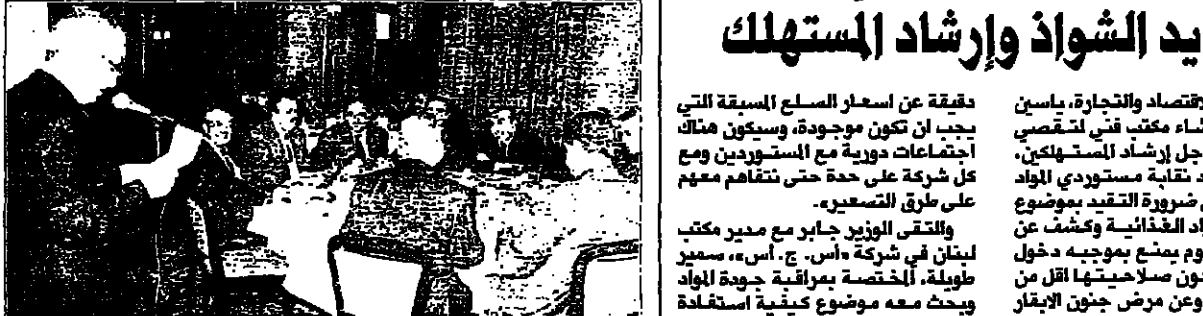 يد الشواذ وإرشاد المستهلك
قتصاد والتجارة، ياسين
اء مكتب فني لتقصي
جل إرشاد المستهلكين.
نقابة مستوردي المواد
ضرورة التقيد بموضوع
اد الغذائية وكشف عن
وم يمنع بموجبه دخول
ون صلاحيتها اقل من
وعن مرض جنون الابقار
دقيقة عن اسعار السلع المسبقة التي
يجب ان تكون موجودة، وسيكون هناك
اجتماعات دورية مع المستوردين ومع
كل شركة على حدة حتى نتفاهم معهم
على طرق التسعير».
والتقى الوزير جابر مع مدير مكتب
لبنان في شركة «أس. ج. أس»، سمير
طويلة، المختصة بمراقبة جودة المواد
وبحث معه موضوع كيفية استفادة